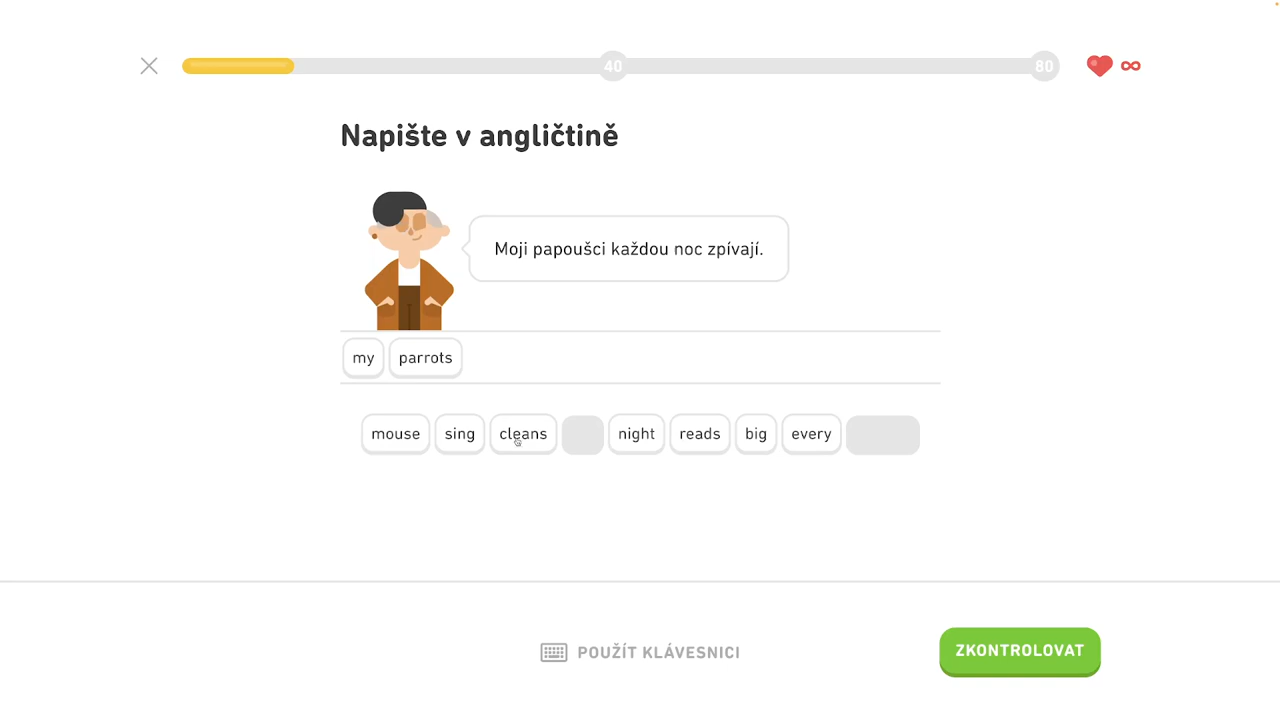 40 80 ∞
Napište v angličtině
Moji papoušci každou noc zpívají.
my parrots
mouse sing cleans night reads big every
POUŽÍT KLÁVESNICI ZKONTROLOVAT